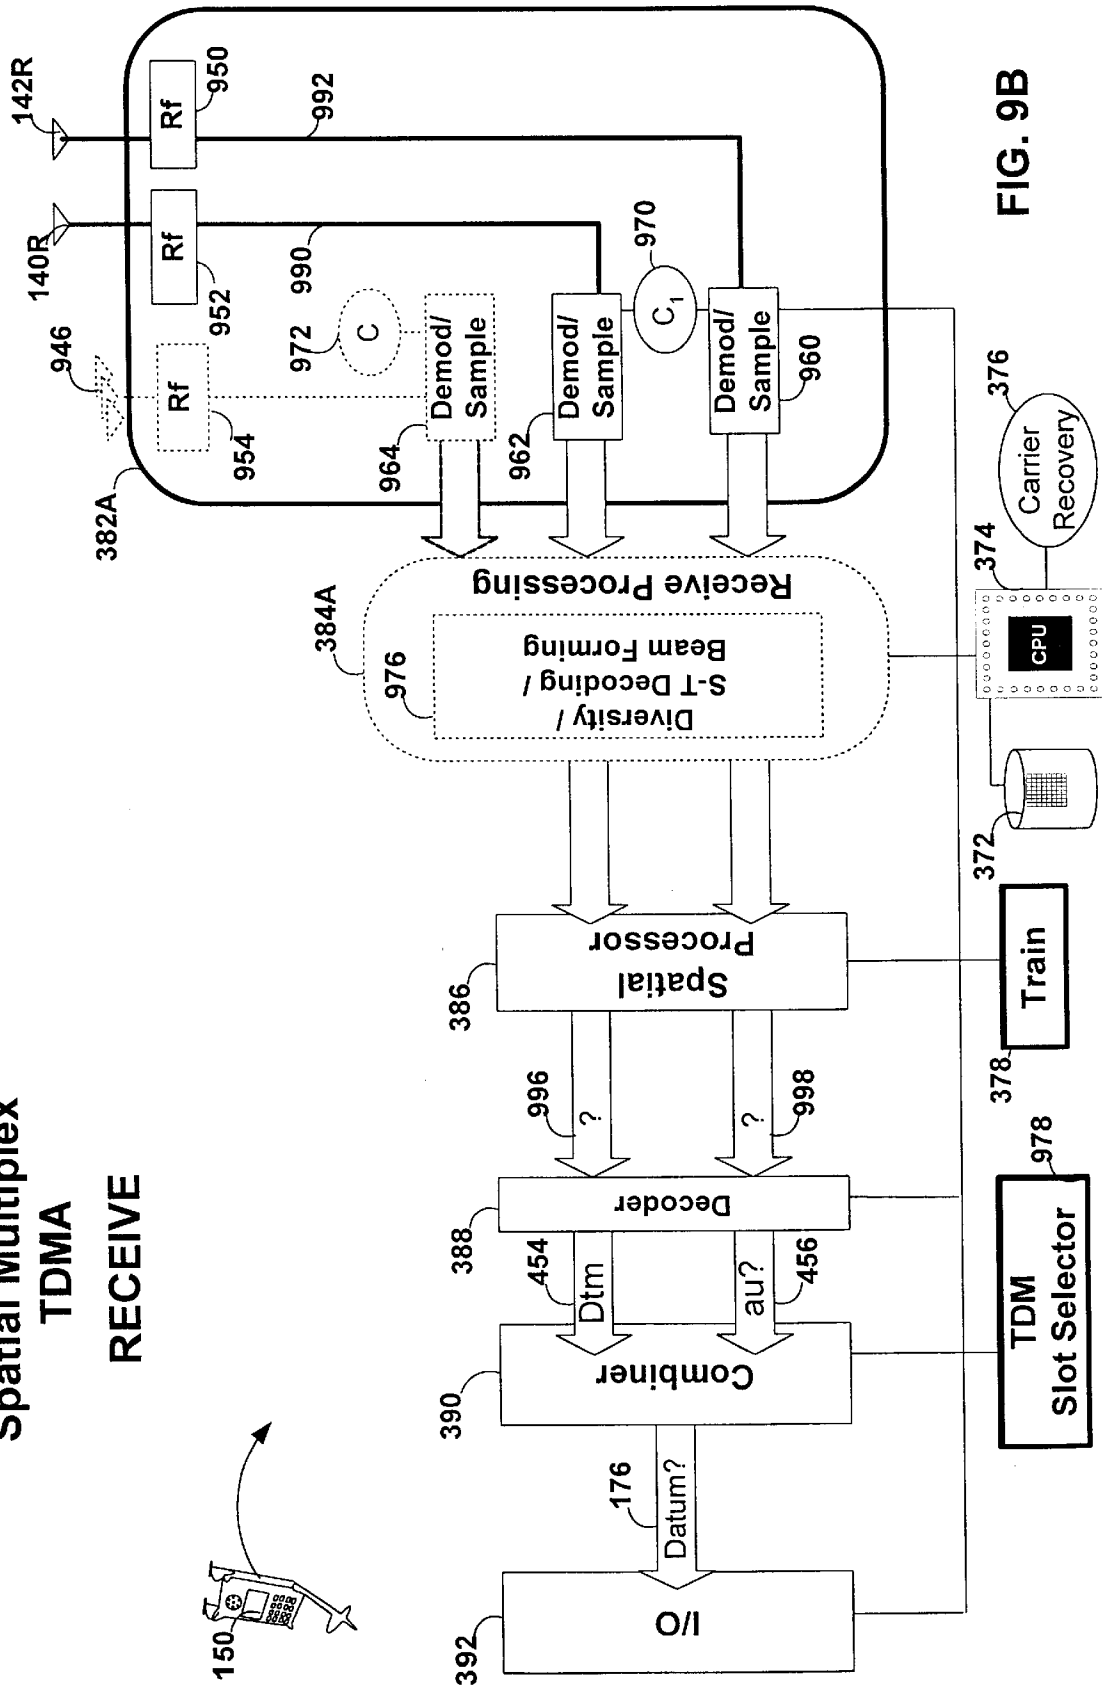 Spatial Multiplex
TDMA
RECEIVE
150
392
I/O
176
Datum?
390
Combiner
454
Dtm
au?
456
388
Decoder
996
?
?
998
386
Spatial
Processor
384A
976
Diversity /
S-T Decoding /
Beam Forming
Receive Processing
382A
946
140R
142R
Rf
954
Rf
952
Rf
950
972
C
990
992
964
Demod/
Sample
962
Demod/
Sample
970
C1
Demod/
Sample
960
978
TDM
Slot Selector
378
Train
372
CPU
374
Carrier
Recovery
376
FIG. 9B